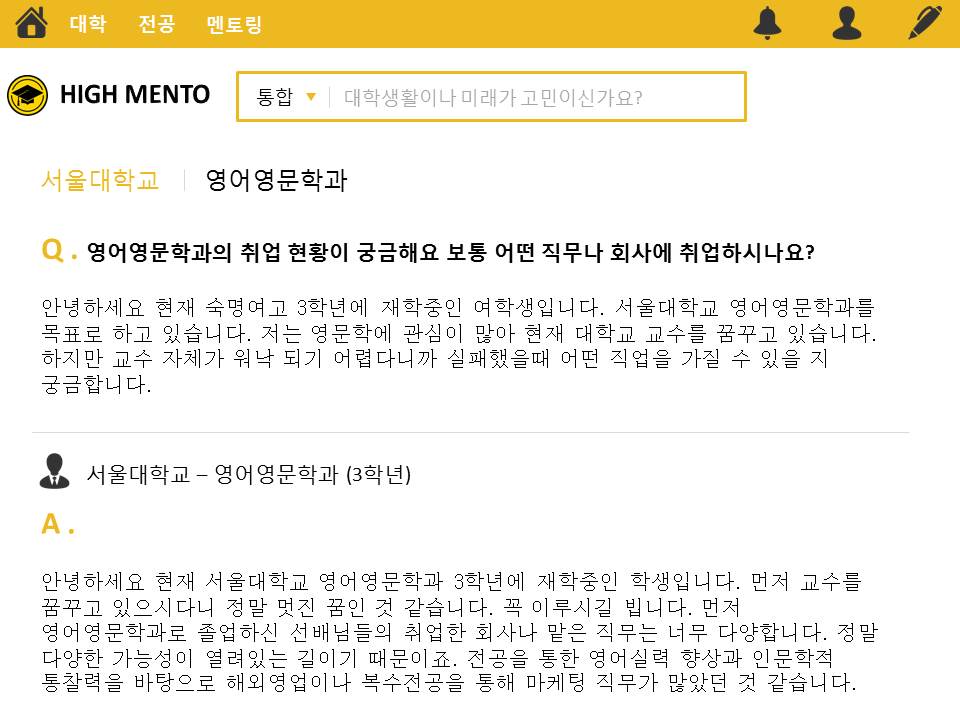 대학 전공 멘토링
HIGH MENTO 통합 대학생활이나 미래가 고민이신가요?
서울대학교 영어영문학과
Q . 영어영문학과의 취업 현황이 궁금해요 보통 어떤 직무나 회사에 취업하시나요?
안녕하세요 현재 숙명여고 3학년에 재학중인 여학생입니다. 서울대학교 영어영문학과를
목표로 하고 있습니다. 저는 영문학에 관심이 많아 현재 대학교 교수를 꿈꾸고 있습니다.
하지만 교수 자체가 워낙 되기 어렵다니까 실패했을때 어떤 직업을 가질 수 있을 지
궁금합니다.
서울대학교 – 영어영문학과 (3학년)
A .
안녕하세요 현재 서울대학교 영어영문학과 3학년에 재학중인 학생입니다. 먼저 교수를
꿈꾸고 있으시다니 정말 멋진 꿈인 것 같습니다. 꼭 이루시길 빕니다. 먼저
영어영문학과로 졸업하신 선배님들의 취업한 회사나 맡은 직무는 너무 다양합니다. 정말
다양한 가능성이 열려있는 길이기 때문이죠. 전공을 통한 영어실력 향상과 인문학적
통찰력을 바탕으로 해외영업이나 복수전공을 통해 마케팅 직무가 많았던 것 같습니다.